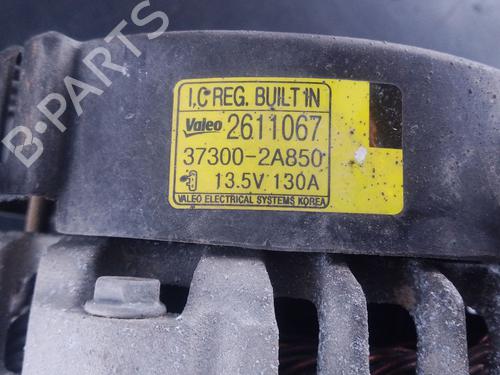 B-PARTS
I.C REG. BUILT IN
Valeo 2611067
37300-2A850
13.5V 130A
VALEO ELECTRICAL SYSTEMS KOREA